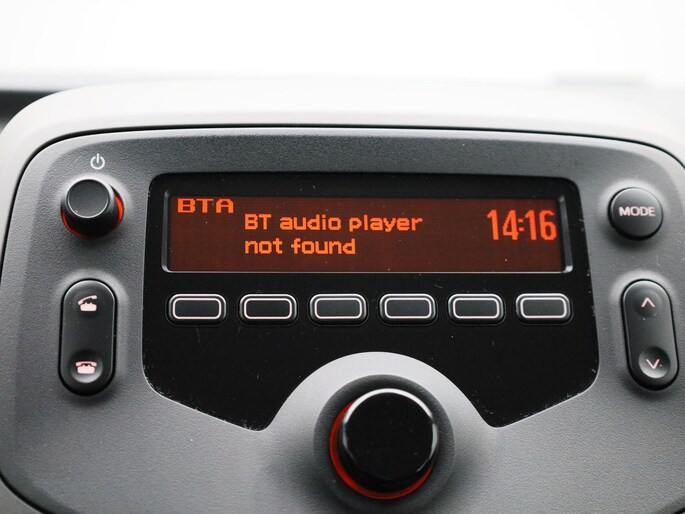 BTA
BT audio player
not found
14:16
MODE